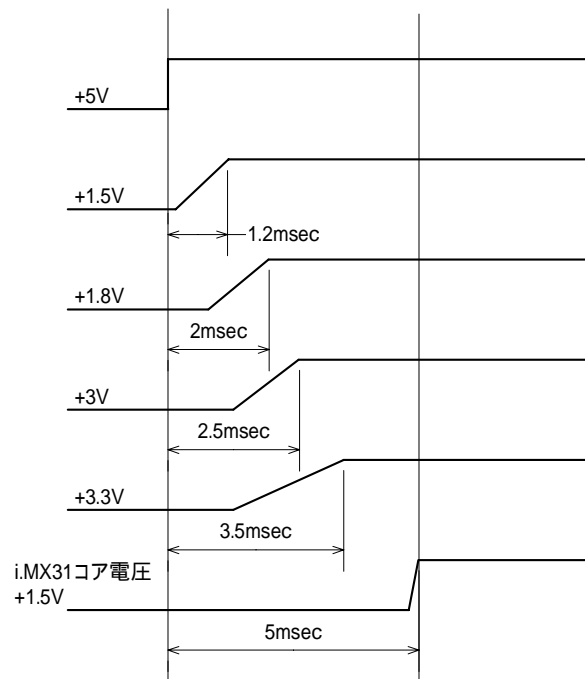 +5V
+1.5V
1.2msec
+1.8V
2msec
+3V
2.5msec
+3.3V
3.5msec
i.MX31コア電圧
+1.5V
5msec